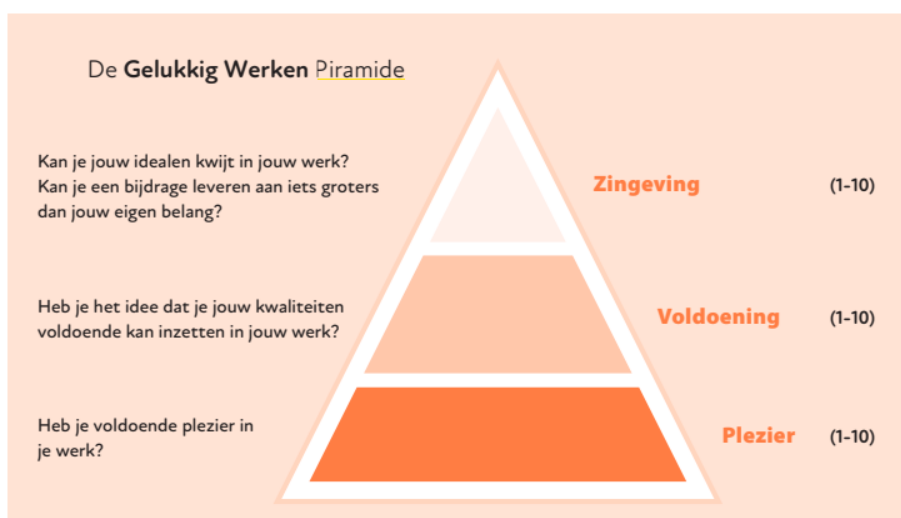 De Gelukkig Werken Piramide
Kan je jouw idealen kwijt in jouw werk?
Kan je een bijdrage leveren aan iets groters
dan jouw eigen belang?
Zingeving (1-10)
Heb je het idee dat je jouw kwaliteiten
voldoende kan inzetten in jouw werk?
Voldoening (1-10)
Heb je voldoende plezier in
je werk?
Plezier (1-10)